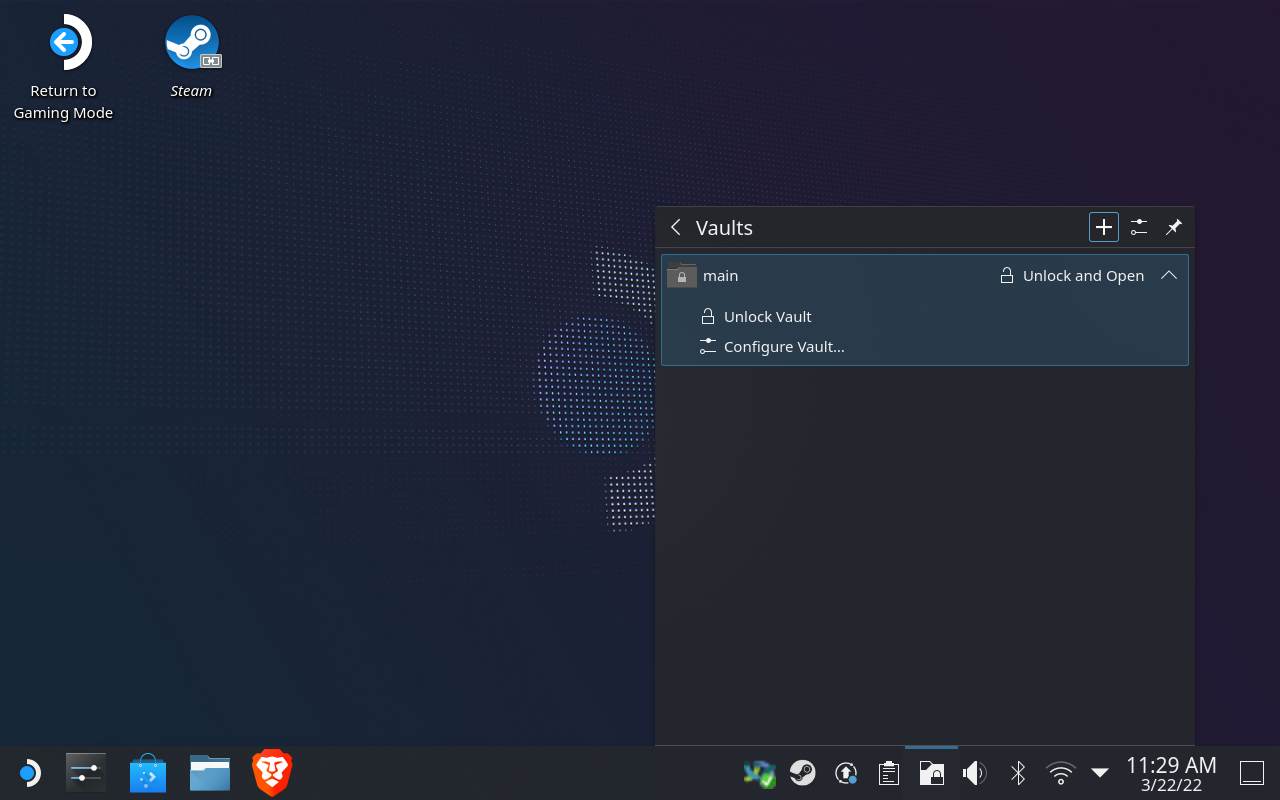 Return to
Gaming Mode
Steam
Vaults
main
Unlock and Open
Unlock Vault
Configure Vault...
11:29 AM
3/22/22